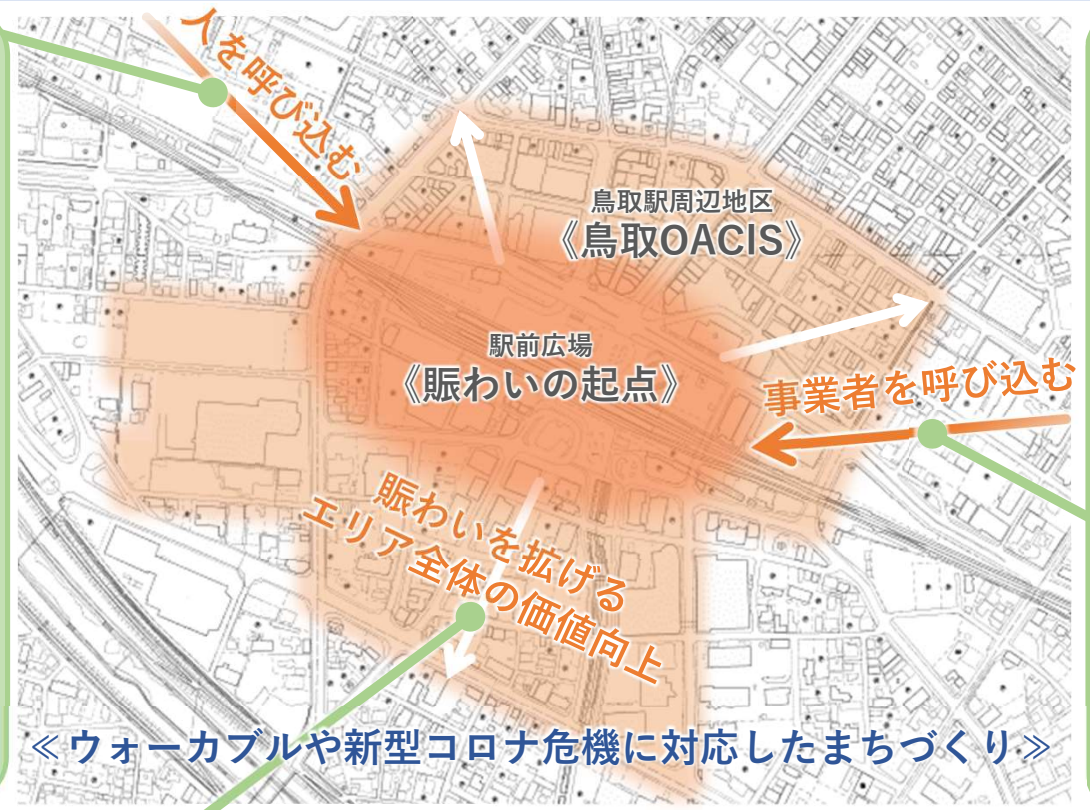 人を呼び込む
鳥取駅周辺地区
《鳥取OACIS》
駅前広場
《賑わいの起点》
事業者を呼び込む
賑わいを拡げる
エリア全体の価値向上
≪ウォーカブルや新型コロナ危機に対応したまちづくり≫